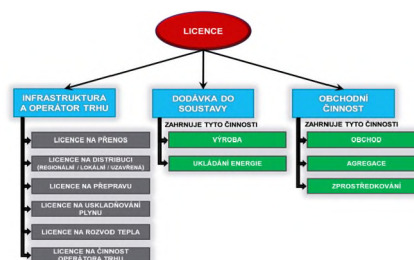 LICENCE
INFRASTRUKTURA
A OPERÁTOR TRHU
LICENCE NA PŘENOS
LICENCE NA DISTRIBUCI
(REGIONÁLNÍ / LOKÁLNÍ / UZAVŘENÁ)
LICENCE NA PŘEPRAVU
LICENCE NA USKLADŇOVÁNÍ
PLYNU
LICENCE NA ROZVOD TEPLA
LICENCE NA ČINNOST
OPERÁTORA TRHU
DODÁVKA DO
SOUSTAVY
ZAHRNUJE TYTO ČINNOSTI
VÝROBA
UKLÁDÁNÍ ENERGIE
OBCHODNÍ
ČINNOST
ZAHRNUJE TYTO ČINNOSTI
OBCHOD
AGREGACE
ZPROSTŘEDKOVÁNÍ